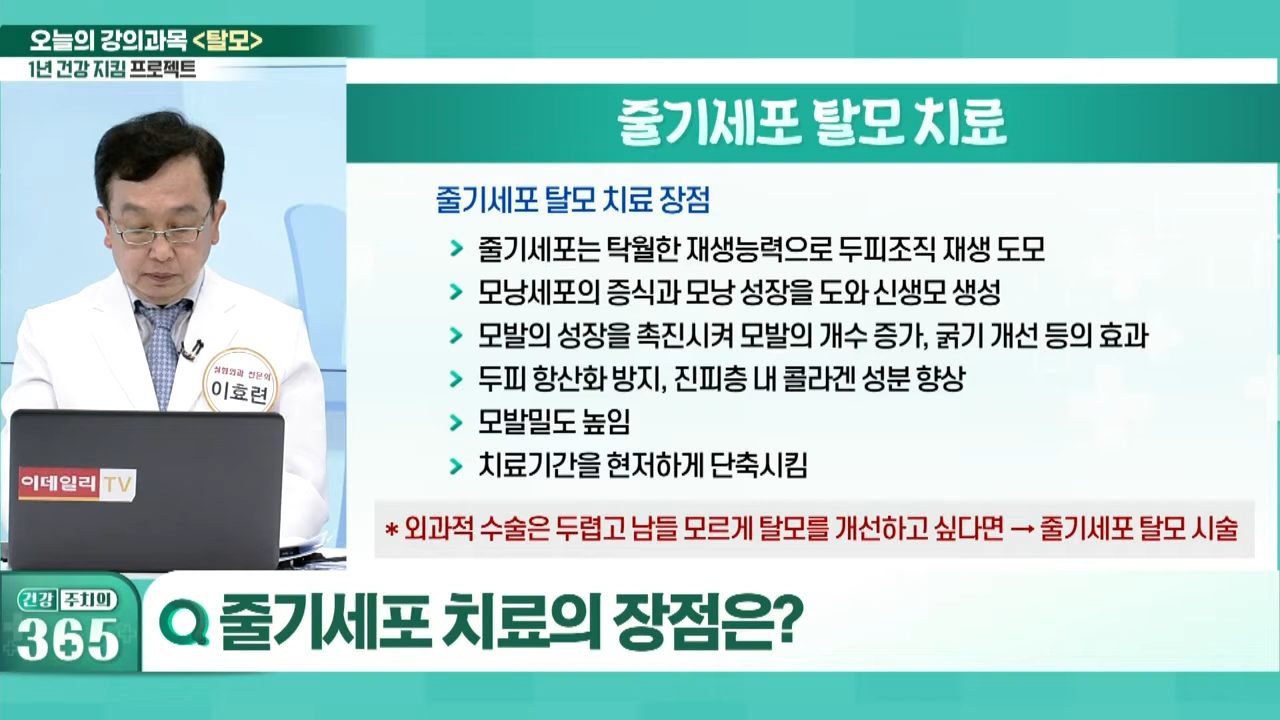 오늘의 강의과목 <탈모>
1년 건강 지킴 프로젝트
줄기세포 탈모 치료
줄기세포 탈모 치료 장점
줄기세포는 탁월한 재생능력으로 두피조직 재생 도모
모낭세포의 증식과 모낭 성장을 도와 신생모 생성
모발의 성장을 촉진시켜 모발의 개수 증가, 굵기 개선 등의 효과
두피 항산화 방지, 진피층 내 콜라겐 성분 향상
모발밀도 높임
치료기간을 현저하게 단축시킴
* 외과적 수술은 두렵고 남들 모르게 탈모를 개선하고 싶다면 → 줄기세포 탈모 시술
성형외과 전문의
이효련
이데일리 TV
건강 주치의
365
Q 줄기세포 치료의 장점은?